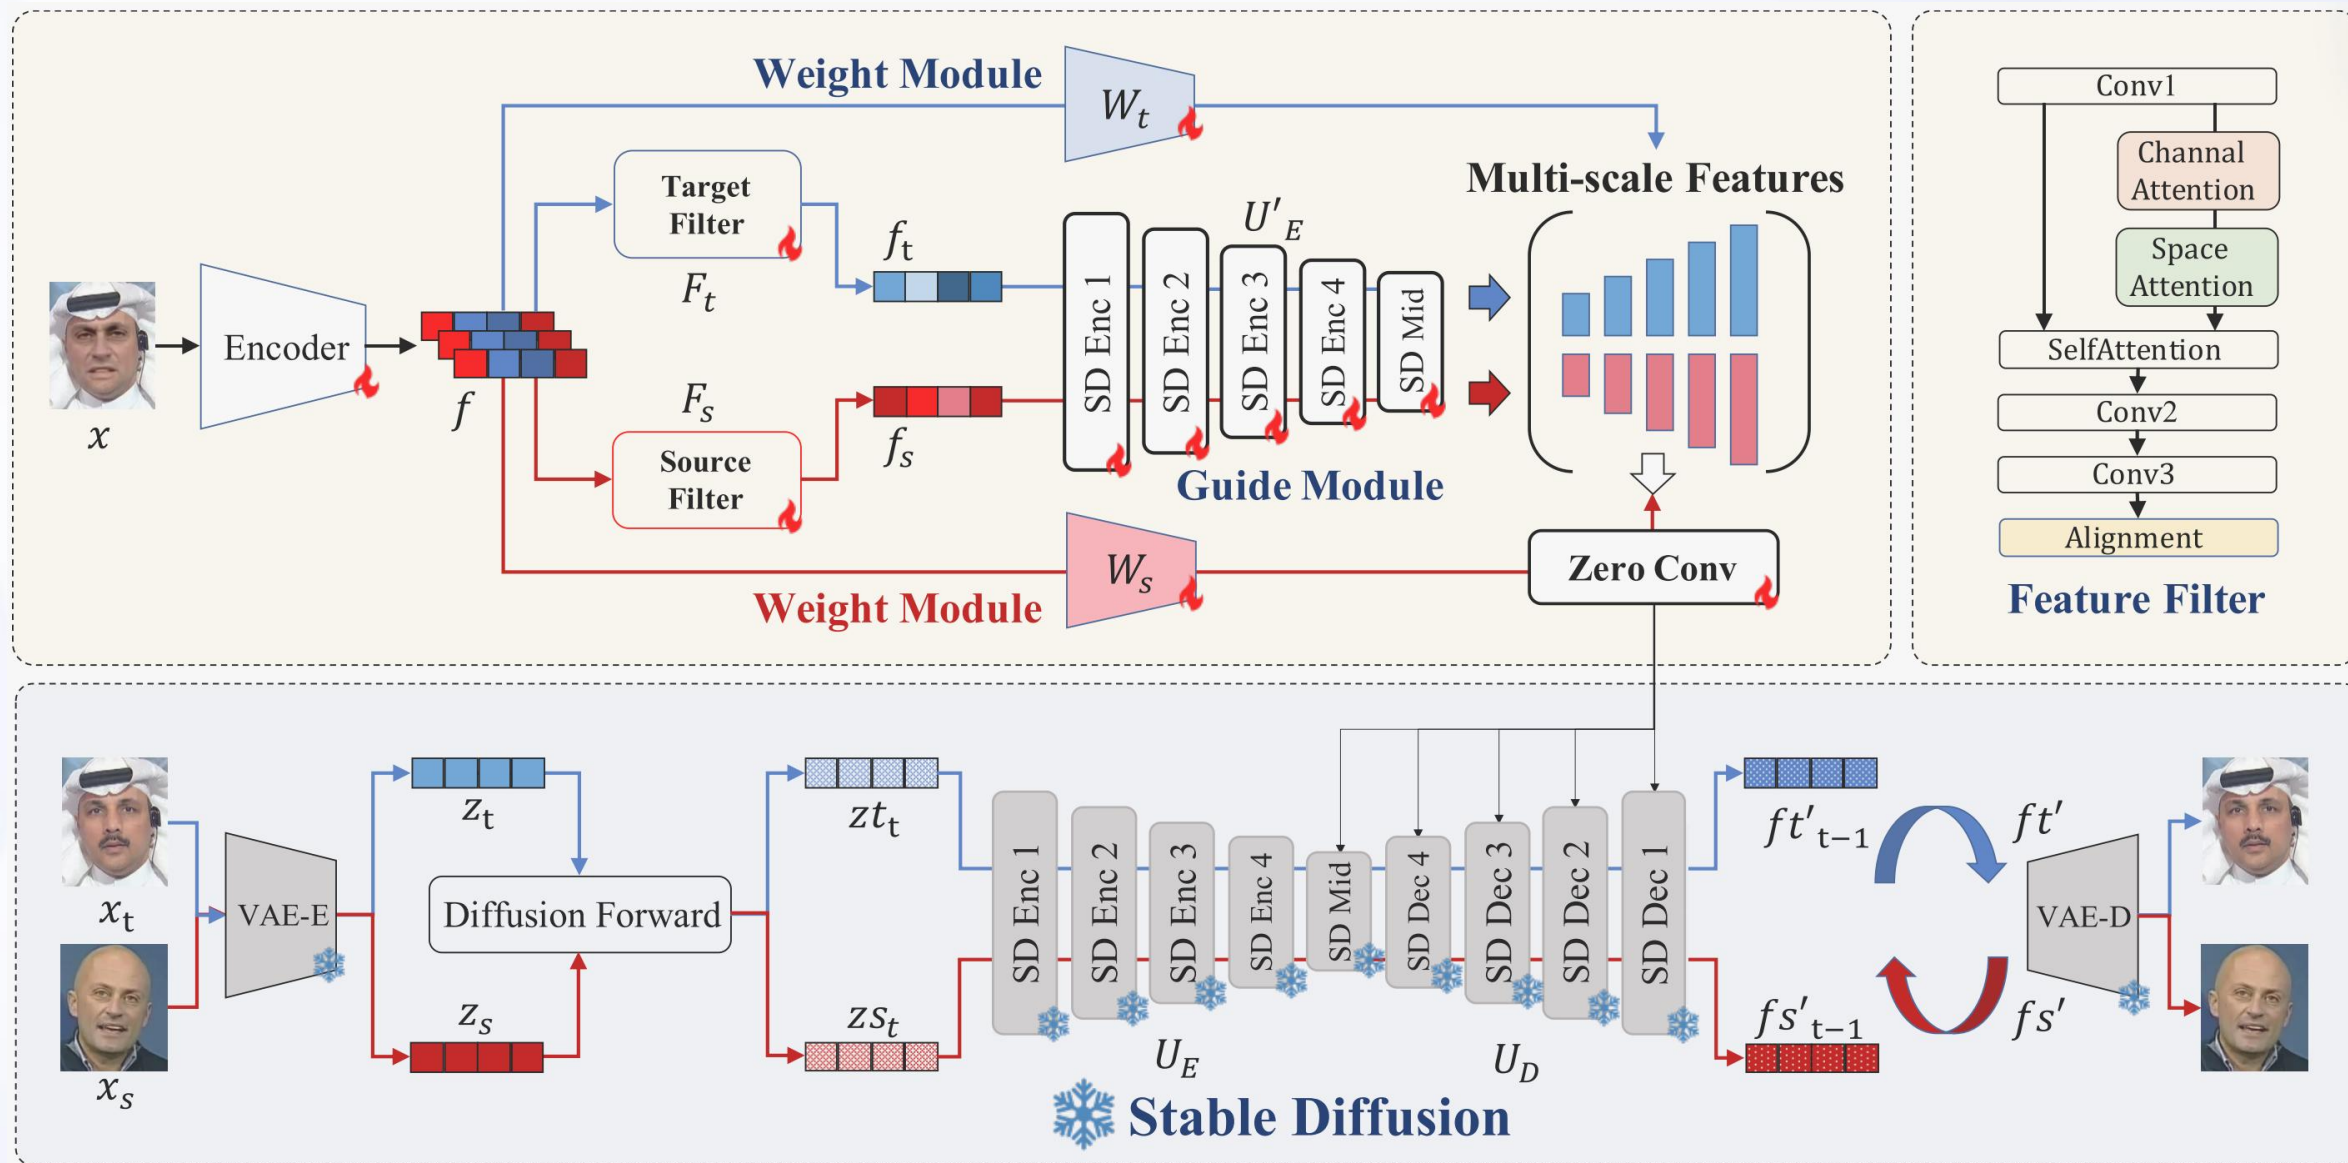 Weight Module
W_t
Target
Filter
F_t
f_t
U'_E
Multi-scale Features
x
Encoder
f
F_s
Source
Filter
f_s
SD Enc 1
SD Enc 2
SD Enc 3
SD Enc 4
SD Mid
Guide Module
Weight Module
W_s
Zero Conv
Conv1
Channal
Attention
Space
Attention
SelfAttention
Conv2
Conv3
Alignment
Feature Filter
x_t
x_s
VAE-E
z_t
z_s
Diffusion Forward
zt_t
zs_t
SD Enc 1
SD Enc 2
SD Enc 3
SD Enc 4
SD Mid
SD Dec 4
SD Dec 3
SD Dec 2
SD Dec 1
U_E
U_D
ft'_t−1
fs'_t−1
ft'
fs'
VAE-D
Stable Diffusion